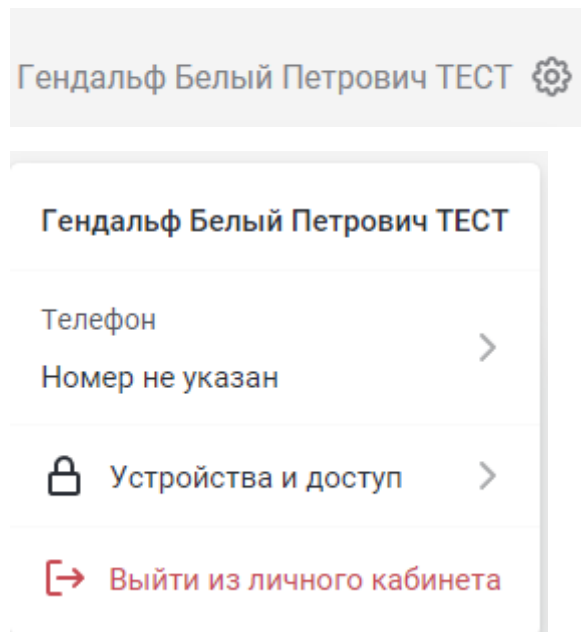 Гендальф Белый Петрович ТЕСТ
Гендальф Белый Петрович ТЕСТ
Телефон
Номер не указан
Устройства и доступ
Выйти из личного кабинета